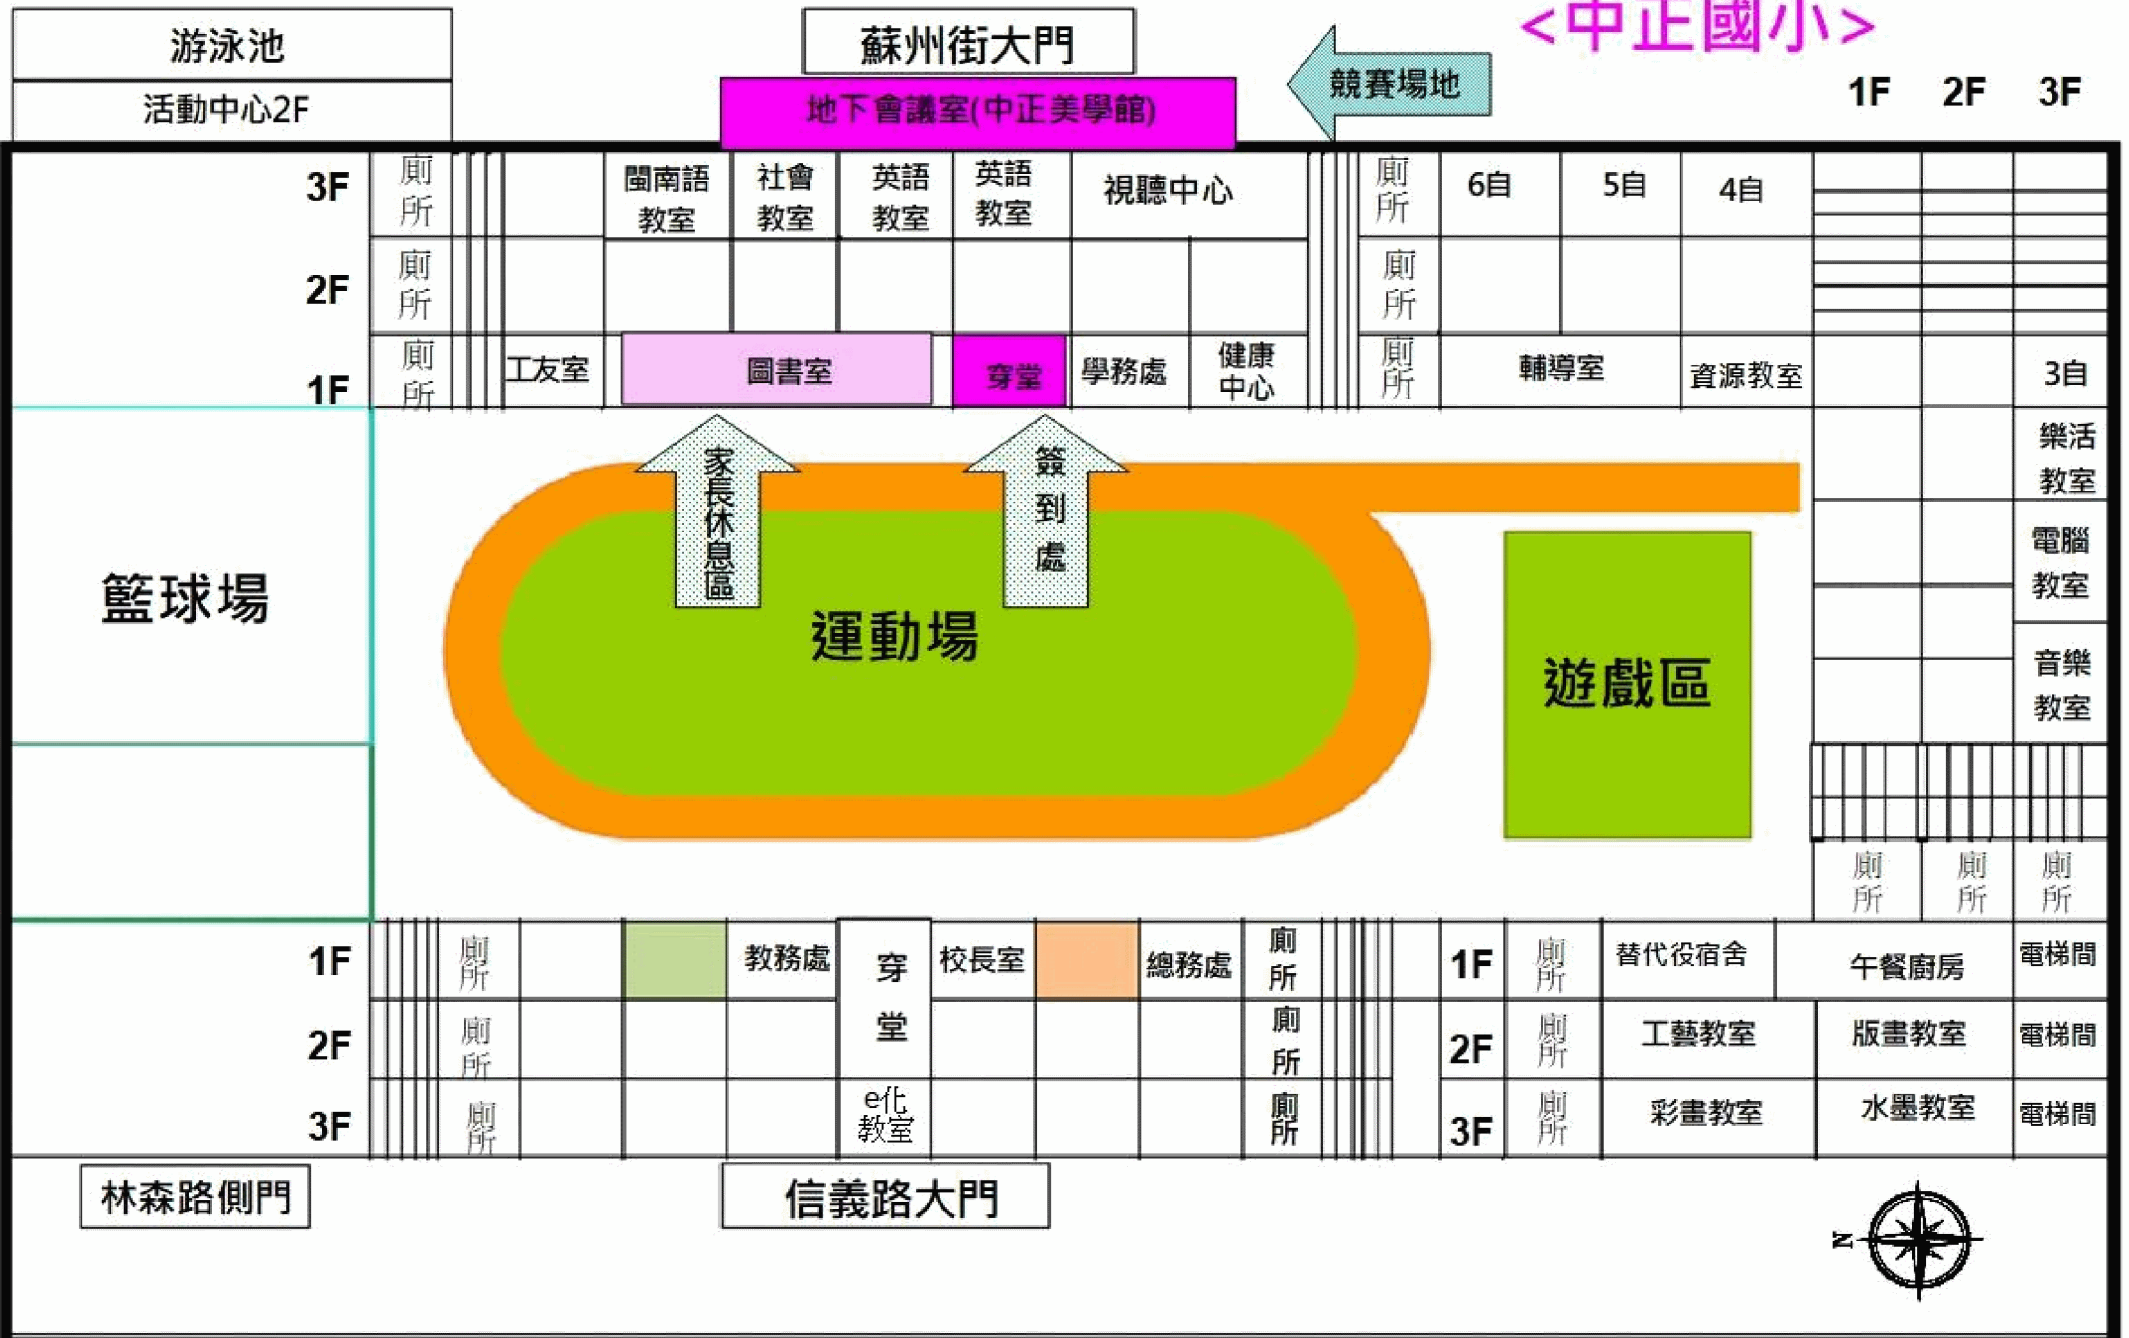 <中正國小>
游泳池
蘇州街大門
競賽場地
活動中心2F
地下會議室(中正美學館)
1F 2F 3F
3F
廁所
閩南語
教室
社會
教室
英語
教室
英語
教室
視聽中心
廁所
6自
5自
4自
2F
廁所
廁所
1F
廁所
工友室
圖書室
穿堂
學務處
健康
中心
廁所
輔導室
資源教室
3自
家長休息區
簽到處
樂活
教室
電腦
教室
音樂
教室
籃球場
運動場
遊戲區
廁所
廁所
廁所
1F
廁所
教務處
穿堂
校長室
總務處
廁所
1F
廁所
替代役宿舍
午餐廚房
電梯間
2F
廁所
廁所
2F
廁所
工藝教室
版畫教室
電梯間
3F
廁所
e化
教室
廁所
3F
廁所
彩畫教室
水墨教室
電梯間
林森路側門
信義路大門
N